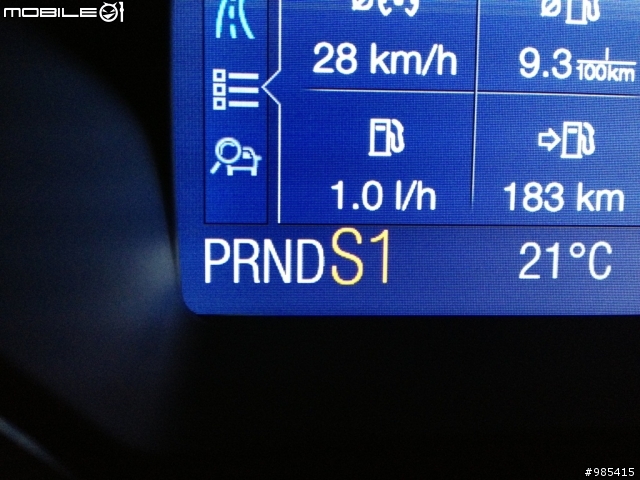 MOBILE01
28 km/h
9.3 l/100km
1.0 l/h
183 km
PRNDS1
21°C
#985415